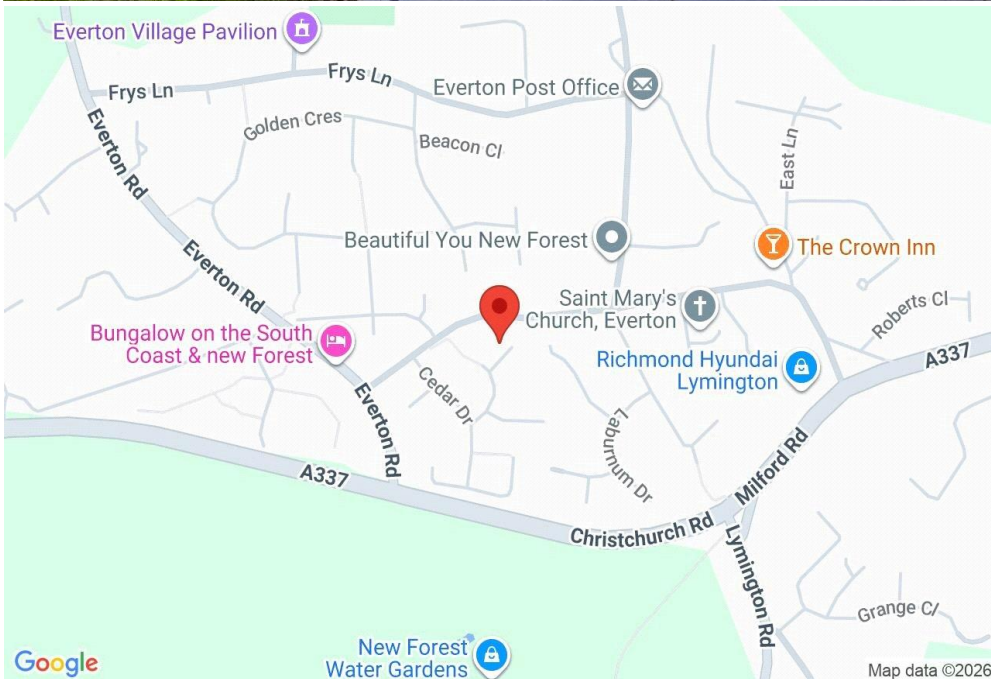 Everton Village Pavilion
Frys Ln
Frys Ln
Everton Post Office
Golden Cres
Beacon Cl
East Ln
Everton Rd
Beautiful You New Forest
The Crown Inn
Everton Rd
Saint Mary's
Church, Everton
Roberts Cl
Bungalow on the South
Coast & new Forest
Richmond Hyundai
Lymington
A337
Cedar Dr
Everton Rd
Laburnum Dr
Milford Rd
A337
Christchurch Rd
Lymington Rd
Grange Cl
New Forest
Water Gardens
Google
Map data ©2026